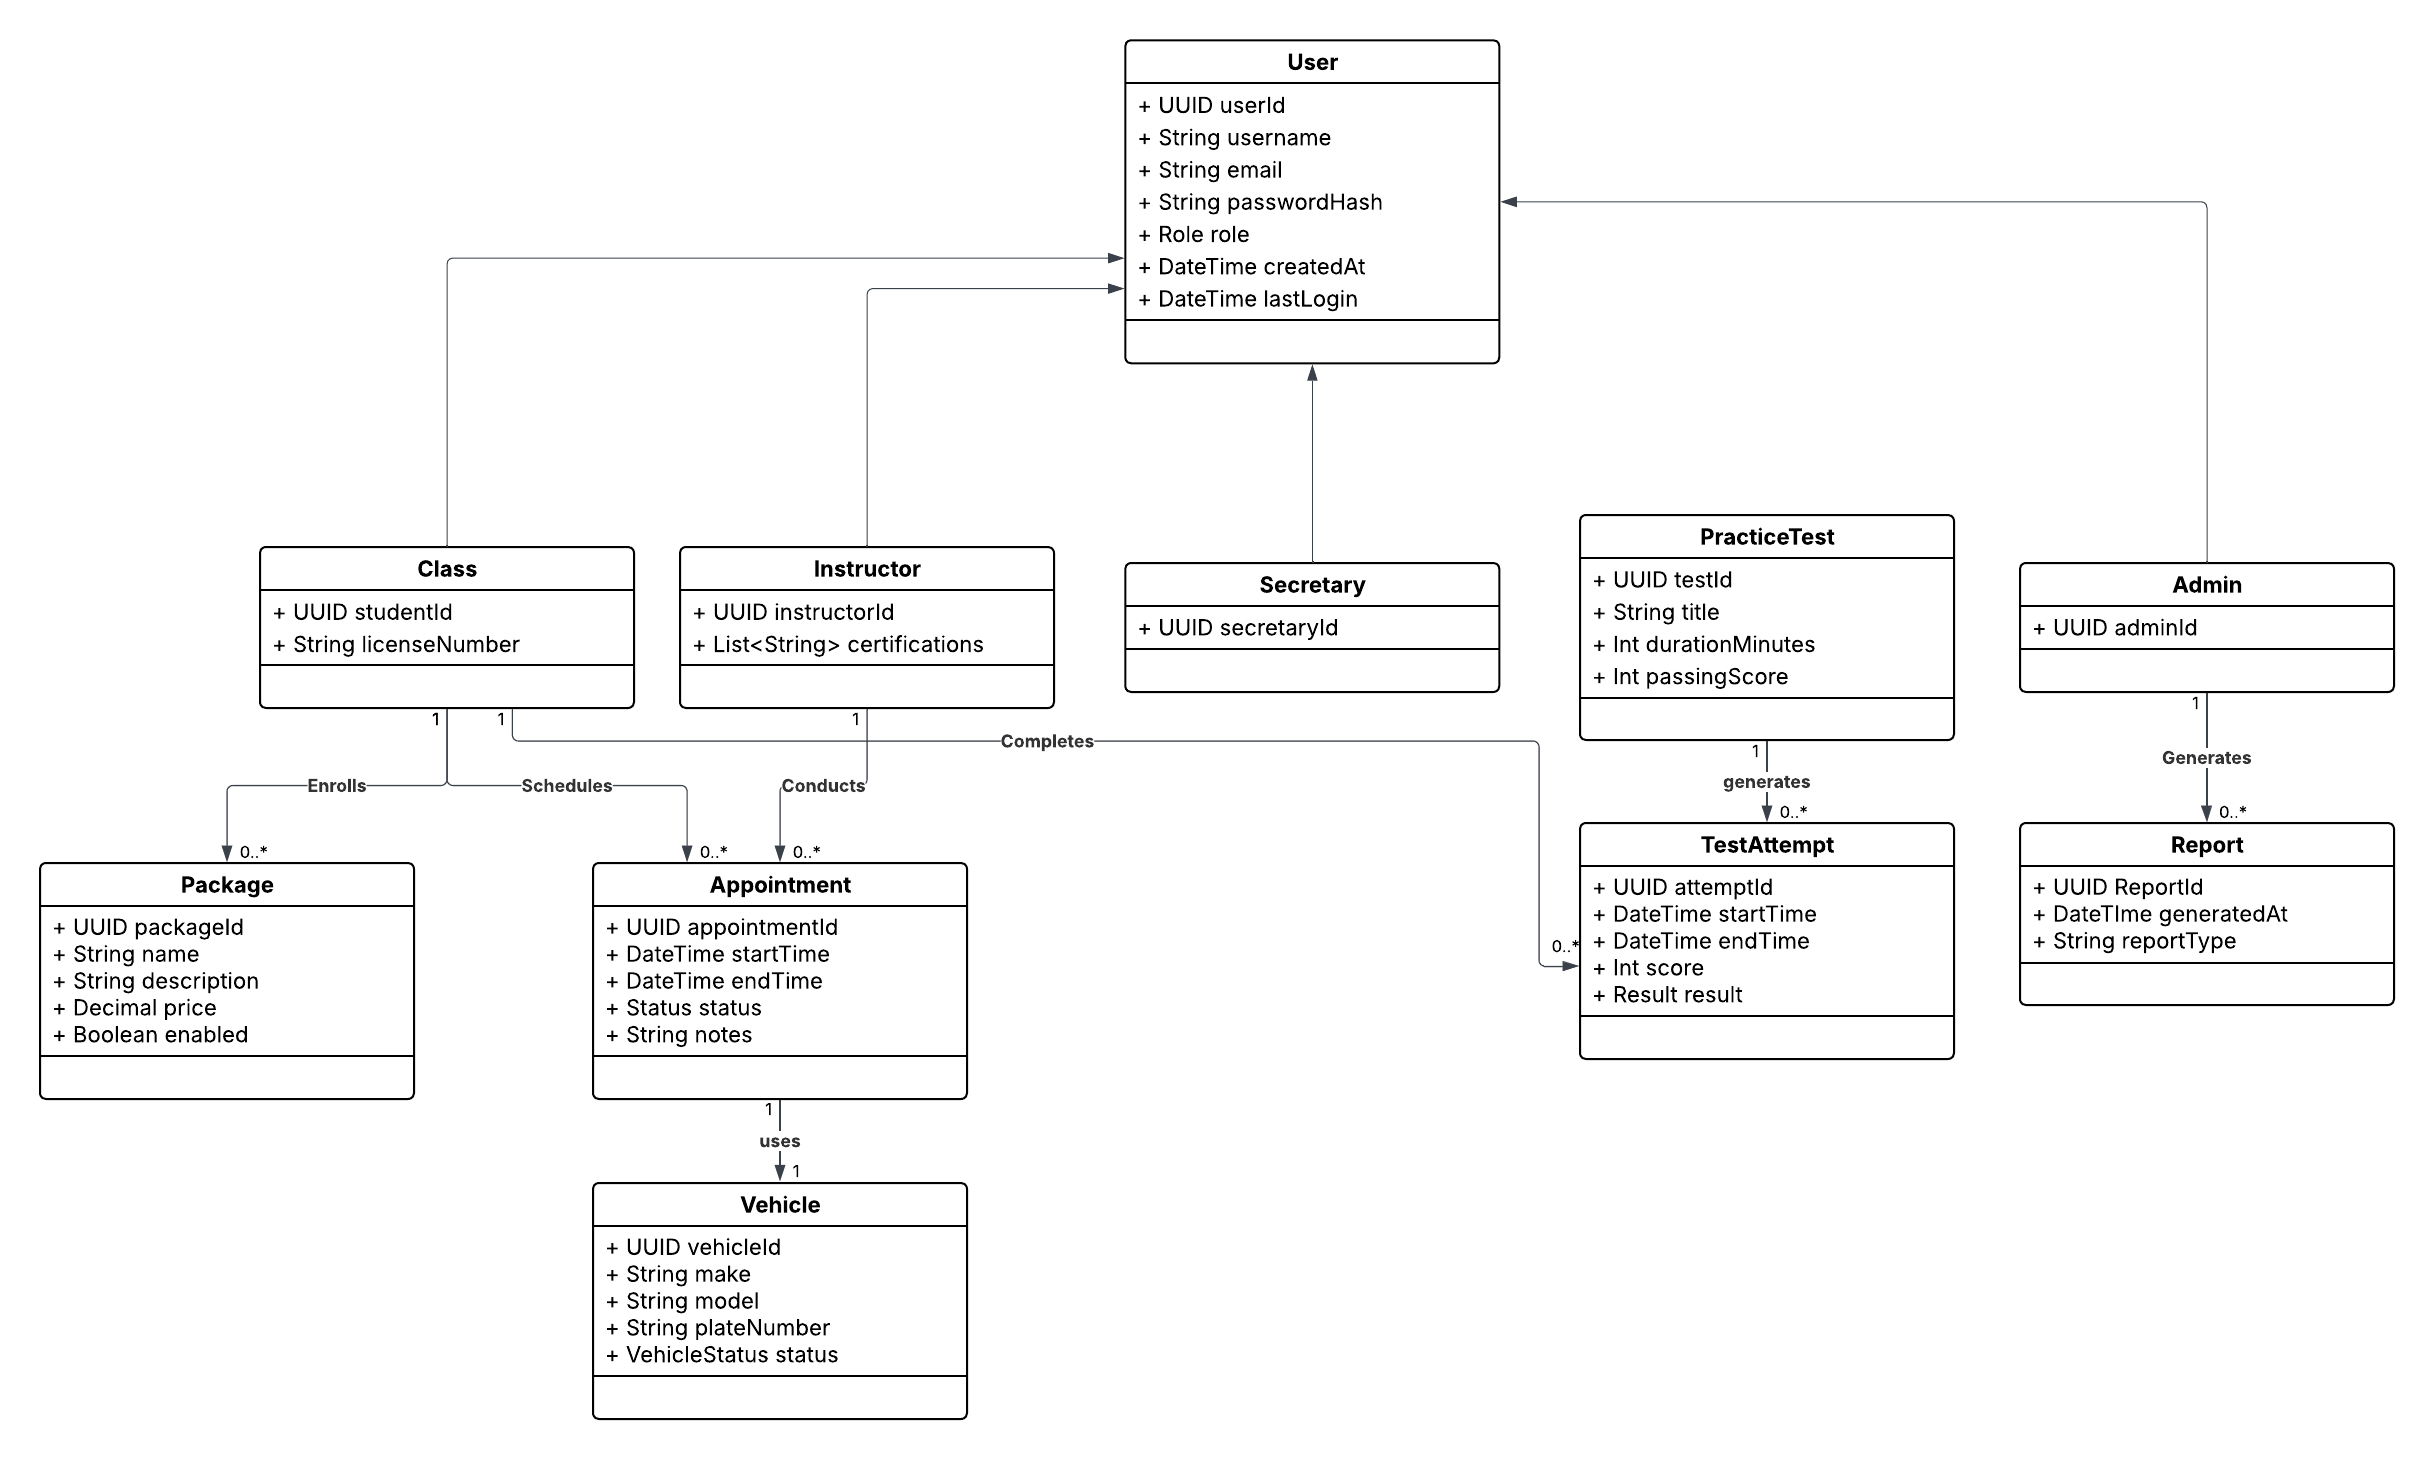 User
+ UUID userId
+ String username
+ String email
+ String passwordHash
+ Role role
+ DateTime createdAt
+ DateTime lastLogin
Class
+ UUID studentId
+ String licenseNumber
Instructor
+ UUID instructorId
+ List<String> certifications
Secretary
+ UUID secretaryId
PracticeTest
+ UUID testId
+ String title
+ Int durationMinutes
+ Int passingScore
Admin
+ UUID adminId
1
1
1
1
1
Completes
Enrolls
Schedules
Conducts
generates
Generates
0..*
0..*
0..*
0..*
0..*
0..*
Package
+ UUID packageId
+ String name
+ String description
+ Decimal price
+ Boolean enabled
Appointment
+ UUID appointmentId
+ DateTime startTime
+ DateTime endTime
+ Status status
+ String notes
TestAttempt
+ UUID attemptId
+ DateTime startTime
+ DateTime endTime
+ Int score
+ Result result
Report
+ UUID ReportId
+ DateTIme generatedAt
+ String reportType
1
uses
1
Vehicle
+ UUID vehicleId
+ String make
+ String model
+ String plateNumber
+ VehicleStatus status